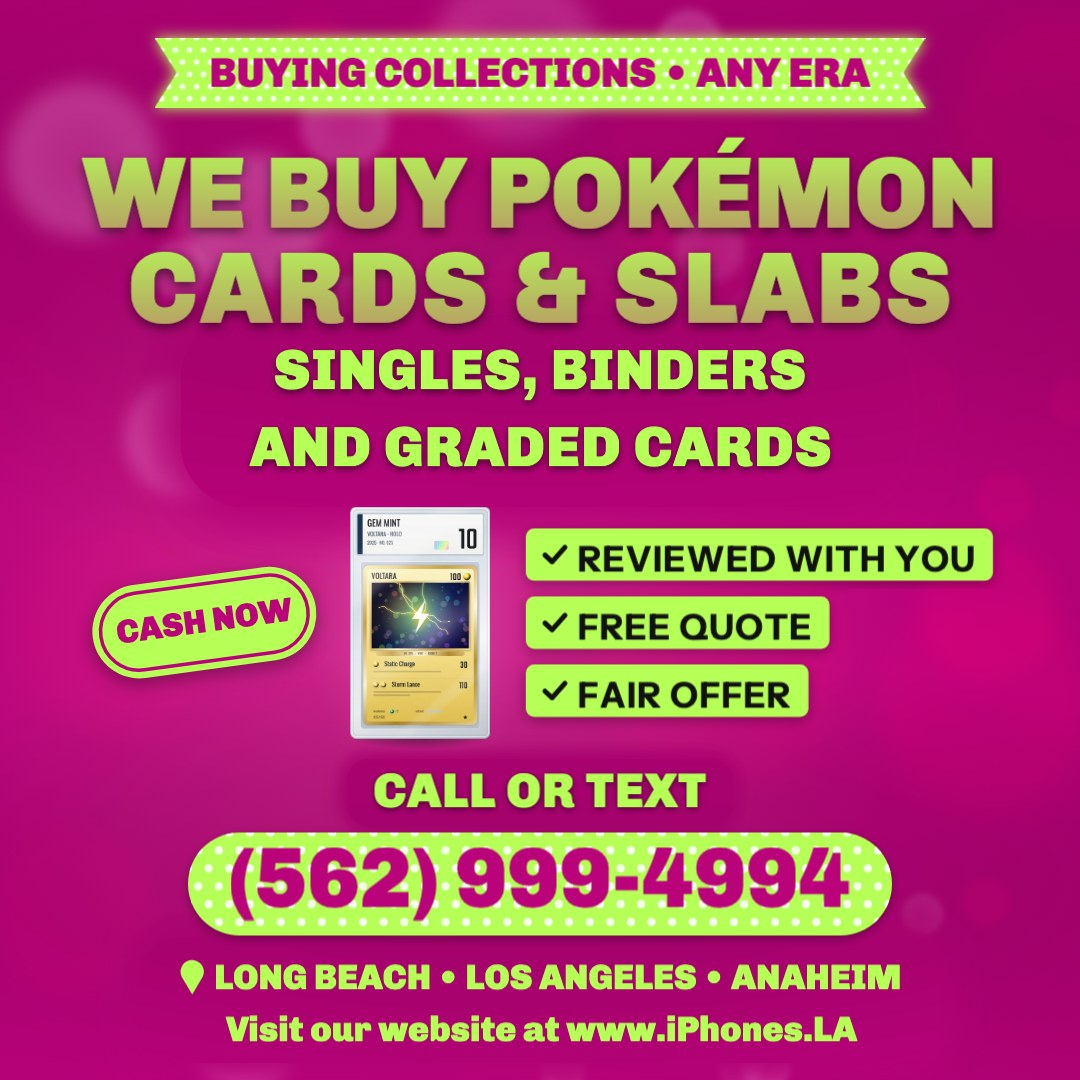 BUYING COLLECTIONS • ANY ERA
WE BUY POKÉMON
CARDS & SLABS
SINGLES, BINDERS
AND GRADED CARDS
GEM MINT
VOLTARA · HOLO
10
VOLTARA 100
Static Charge 30
Storm Lance 110
CASH NOW
✓ REVIEWED WITH YOU
✓ FREE QUOTE
✓ FAIR OFFER
CALL OR TEXT
(562) 999-4994
LONG BEACH • LOS ANGELES • ANAHEIM
Visit our website at www.iPhones.LA